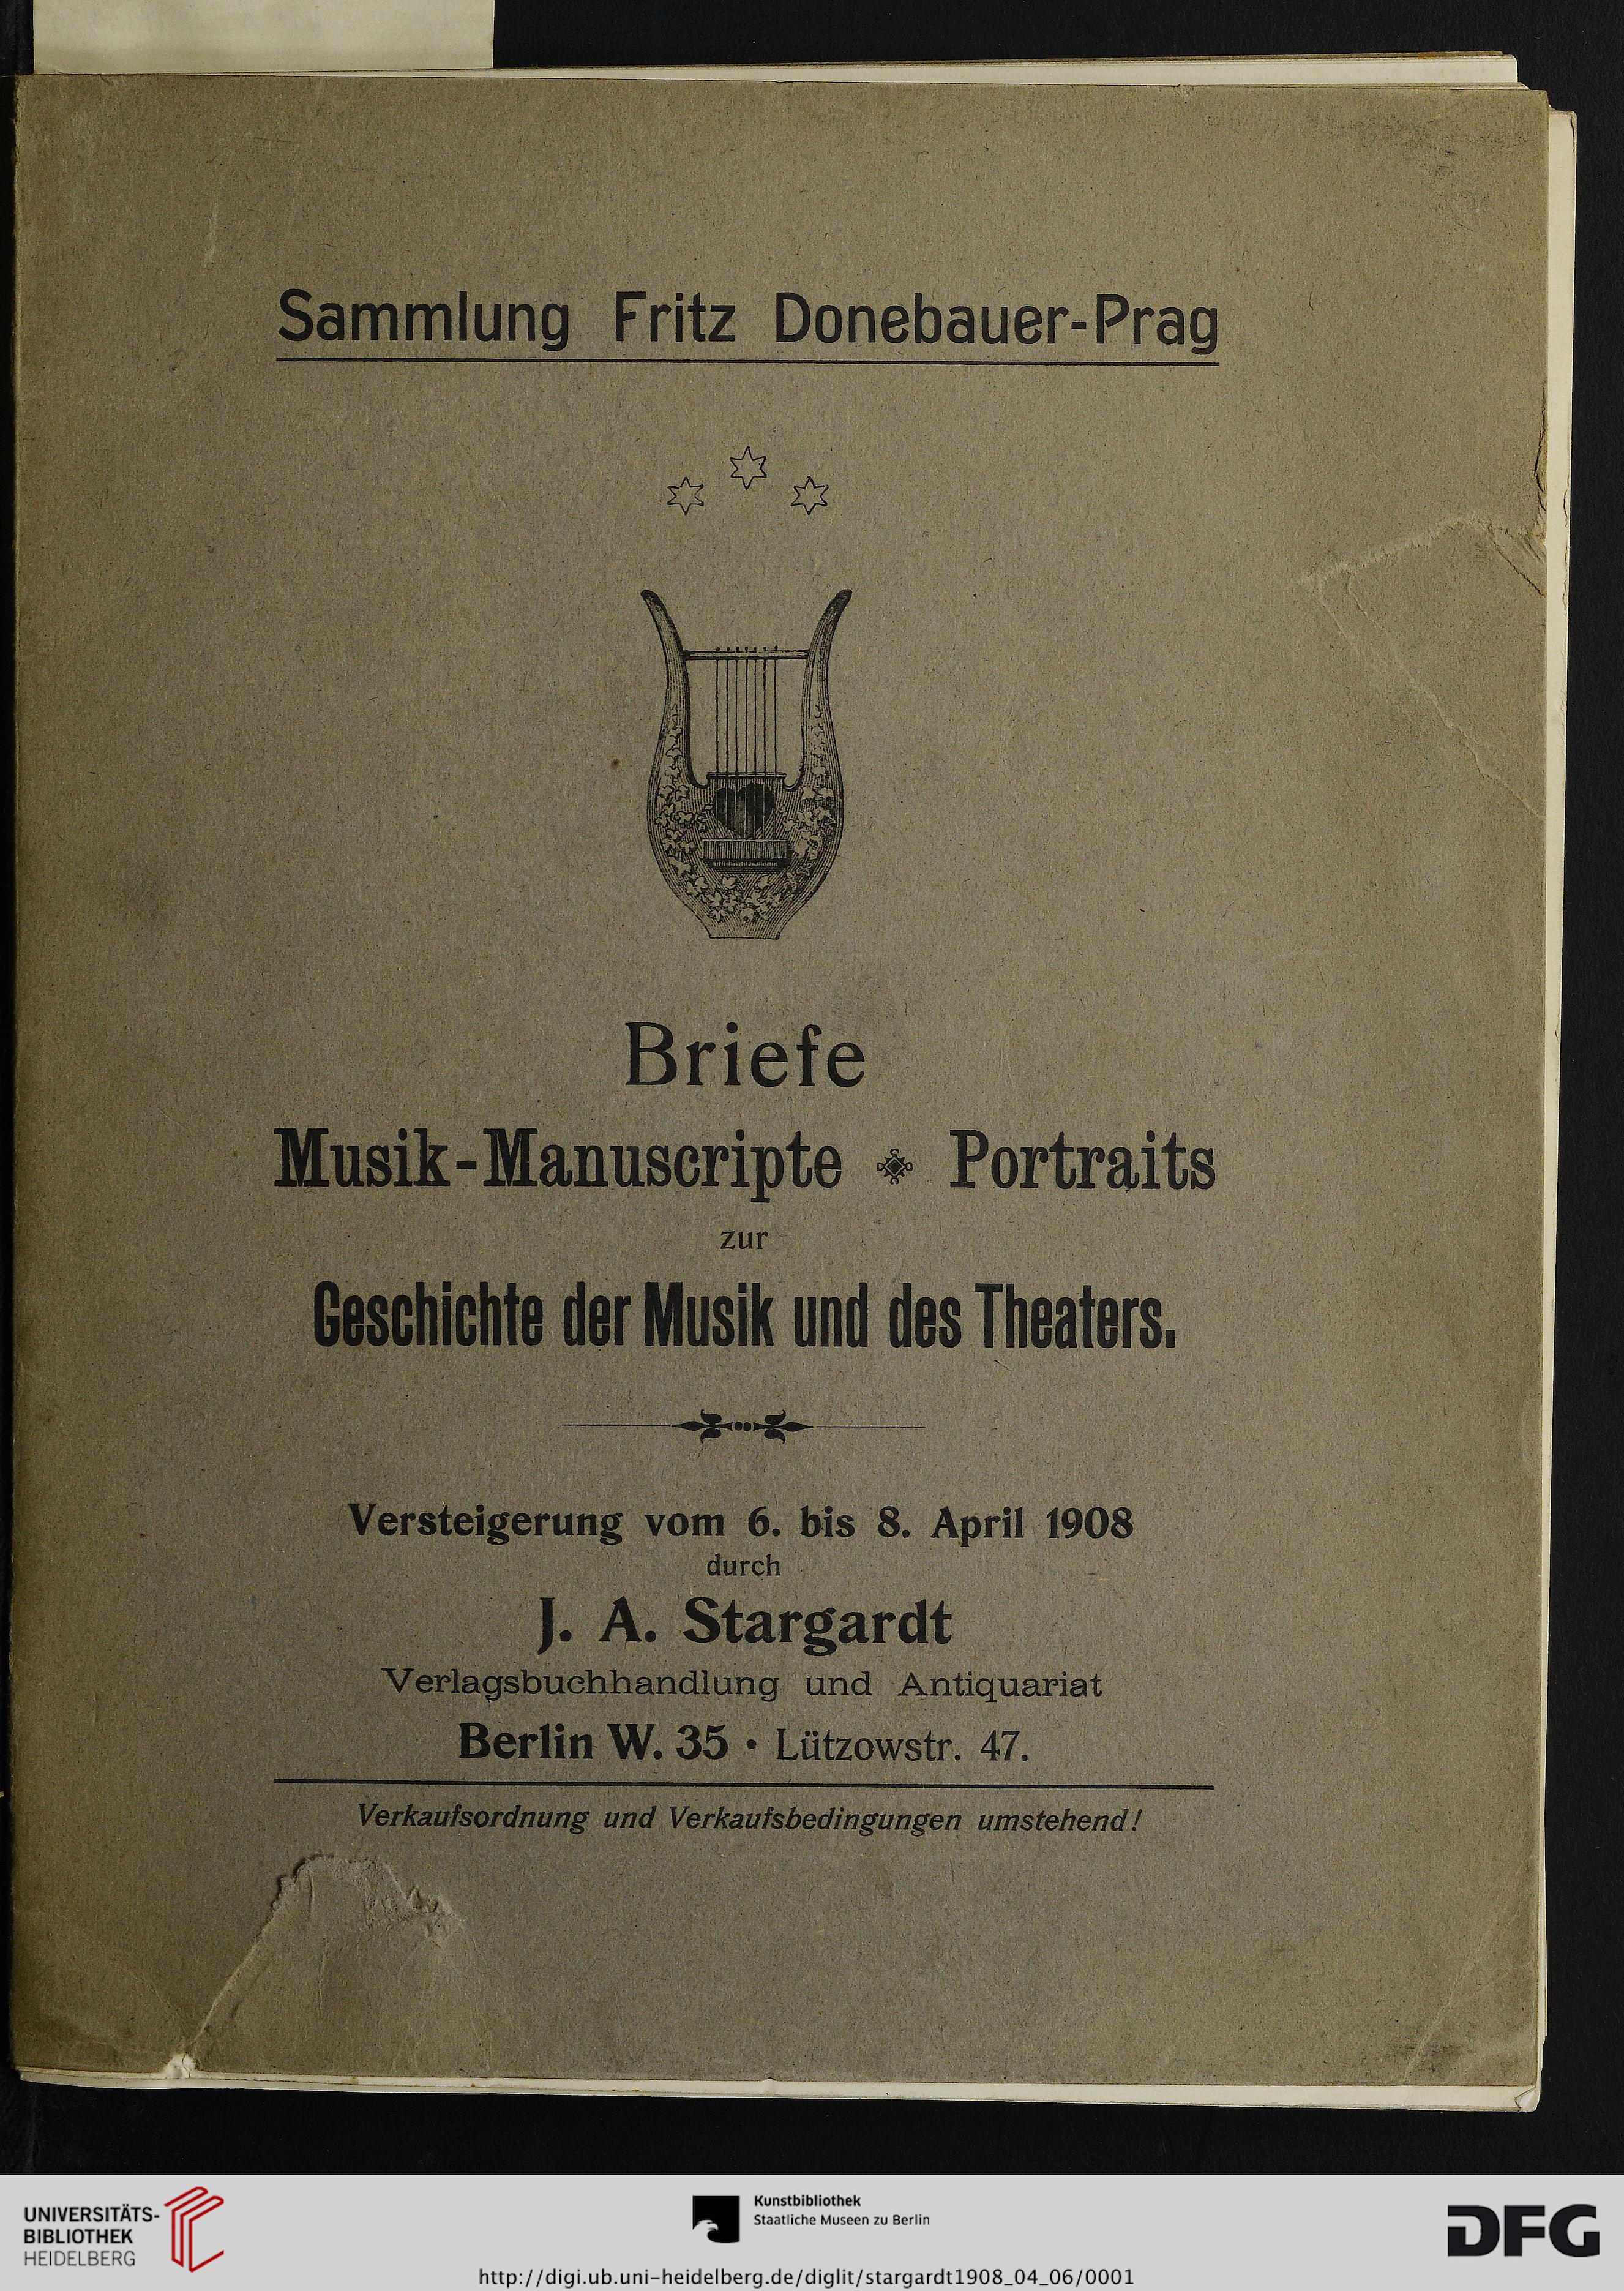 Sammlung Fritz Donebauer-Prag
Briefe
Musik-Manuscripte Portraits
zur
Geschichte der Musik und des Theaters.
Versteigerung vom 6. bis 8. April 1908
durch
J. A. Stargardt
Verlagsbuchhandlung und Antiquariat
Berlin W. 35 • Lützowstr. 47.
Verkaufsordnung und Verkaufsbedingungen umstehend!
UNIVERSITÄTS-
BIBLIOTHEK
HEIDELBERG
Kunstbibliothek
Staatliche Museen zu Berlin
DFG
http://digi.ub.uni-heidelberg.de/diglit/stargardt1908_04_06/0001